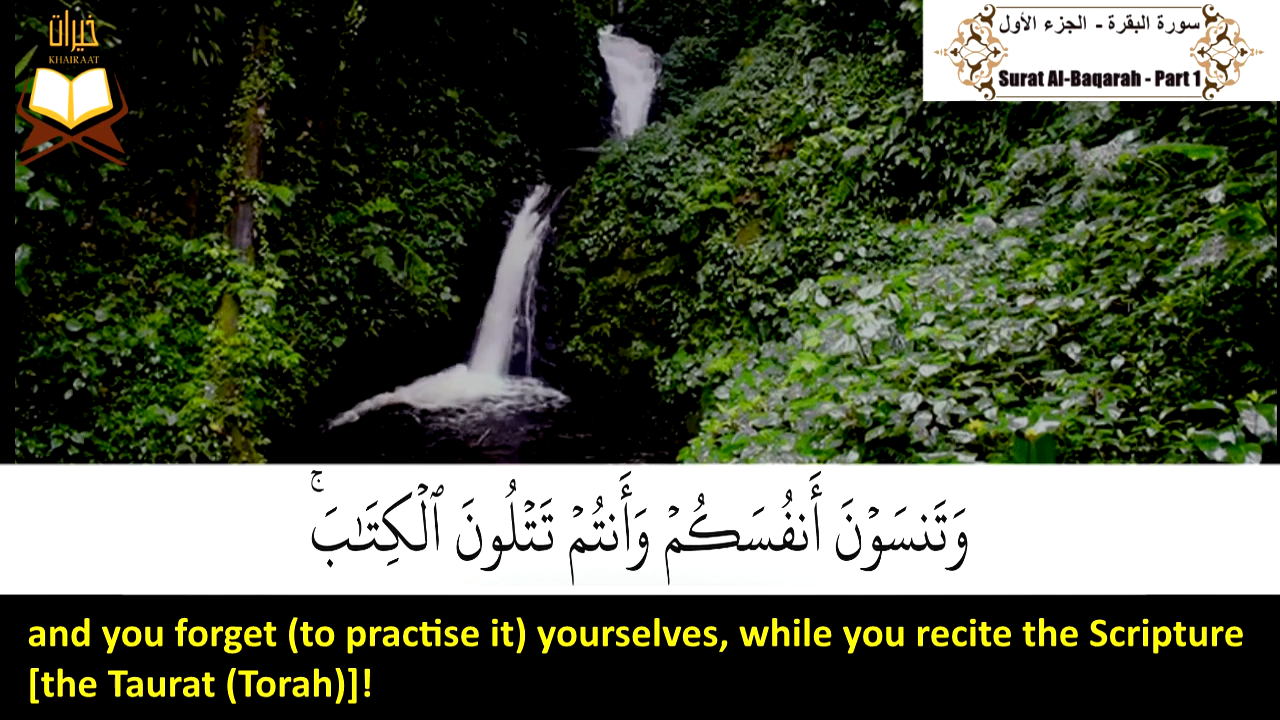 خيرات
KHAIRAAT
سورة البقرة - الجزء الأول
Surat Al-Baqarah - Part 1
وَتَنسَوۡنَ أَنفُسَكُمۡ وَأَنتُمۡ تَتۡلُونَ ٱلۡكِتَٰبَۚ
and you forget (to practise it) yourselves, while you recite the Scripture
[the Taurat (Torah)]!